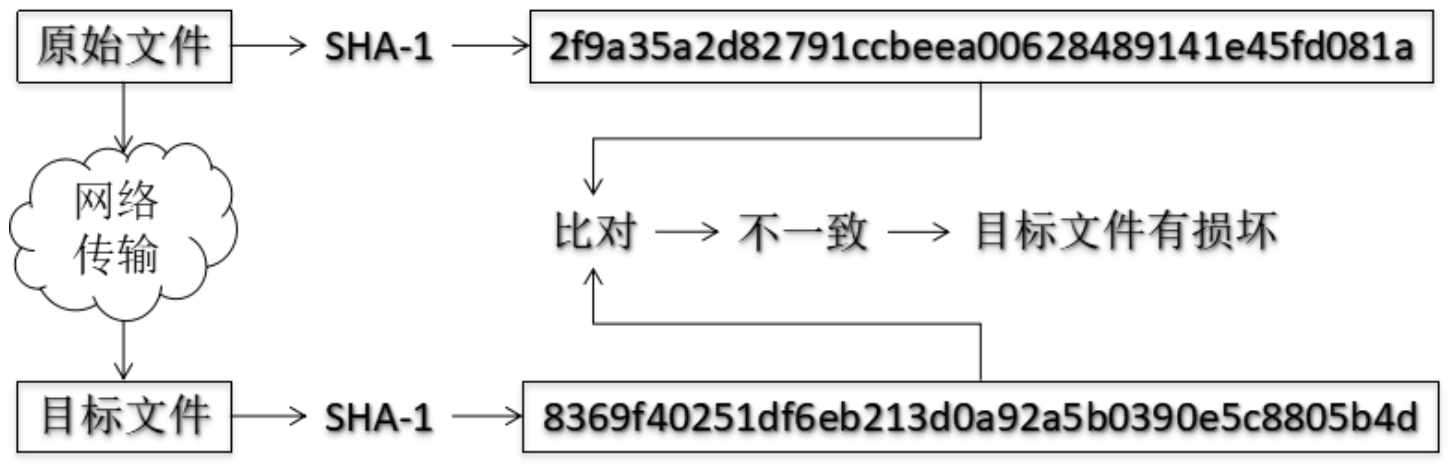 原始文件
SHA-1
2f9a35a2d82791ccbeea00628489141e45fd081a
网络
传输
比对
不一致
目标文件有损坏
目标文件
SHA-1
8369f40251df6eb213d0a92a5b0390e5c8805b4d